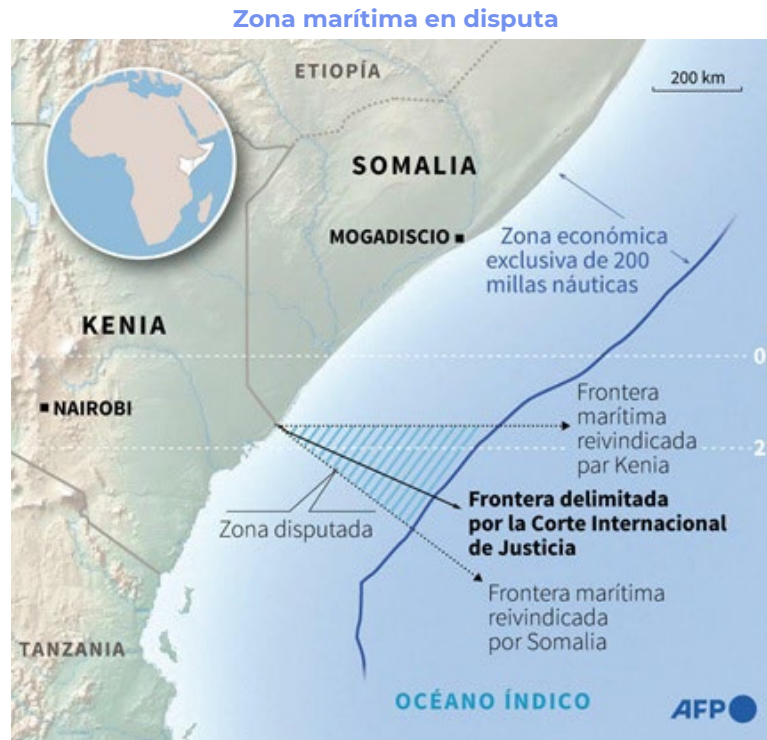 Zona marítima en disputa
ETIOPÍA
200 km
SOMALIA
MOGADISCIO
Zona económica
exclusiva de 200
millas náuticas
KENIA
0
NAIROBI
Frontera
marítima
reivindicada
par Kenia
2
Frontera delimitada
por la Corte Internacional
de Justicia
Zona disputada
Frontera marítima
reivindicada
por Somalia
TANZANIA
OCÉANO ÍNDICO
AFP